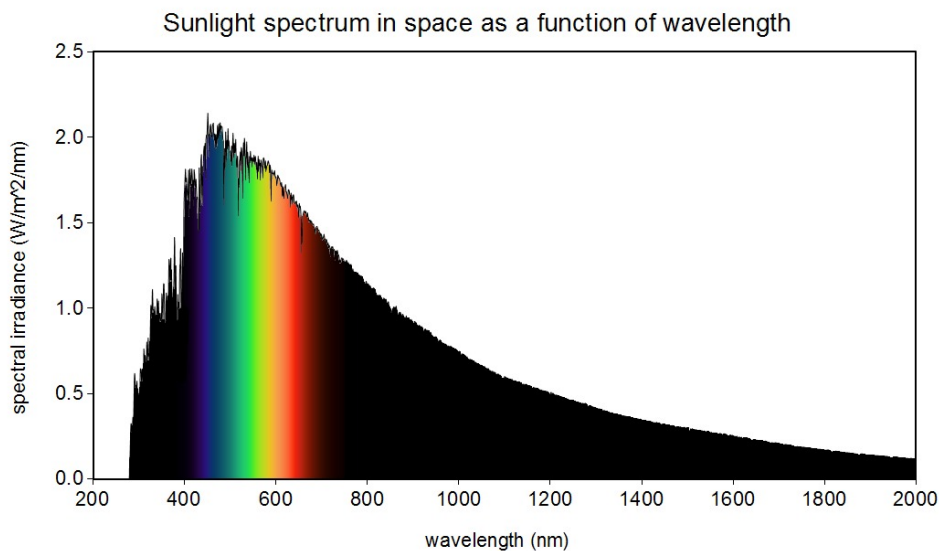 Sunlight spectrum in space as a function of wavelength
2.5
2.0
1.5
1.0
0.5
0.0
spectral irradiance (W/m^2/nm)
200 400 600 800 1000 1200 1400 1600 1800 2000
wavelength (nm)